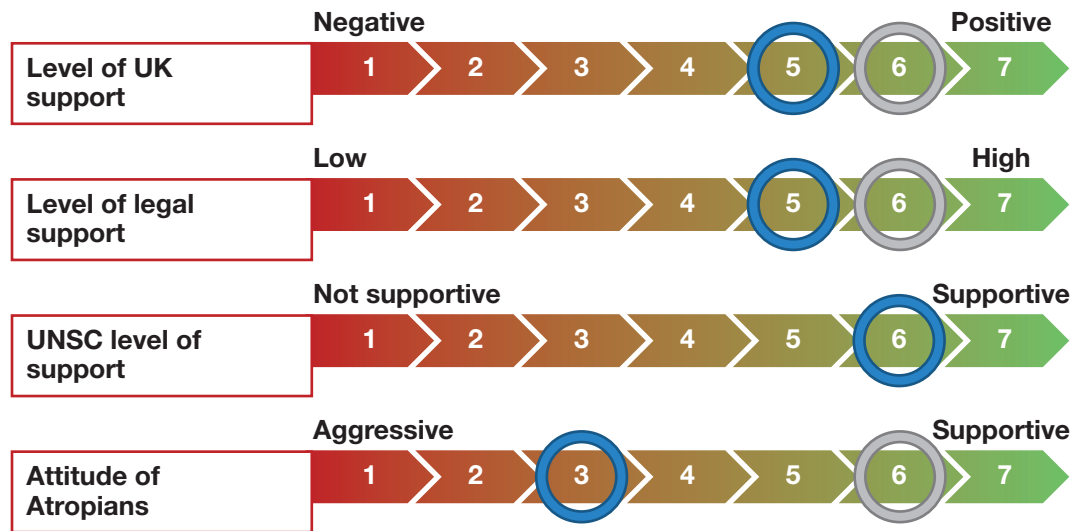 Negative Positive
Level of UK
support
1 2 3 4 5 6 7
Low High
Level of legal
support
1 2 3 4 5 6 7
Not supportive Supportive
UNSC level of
support
1 2 3 4 5 6 7
Aggressive Supportive
Attitude of
Atropians
1 2 3 4 5 6 7